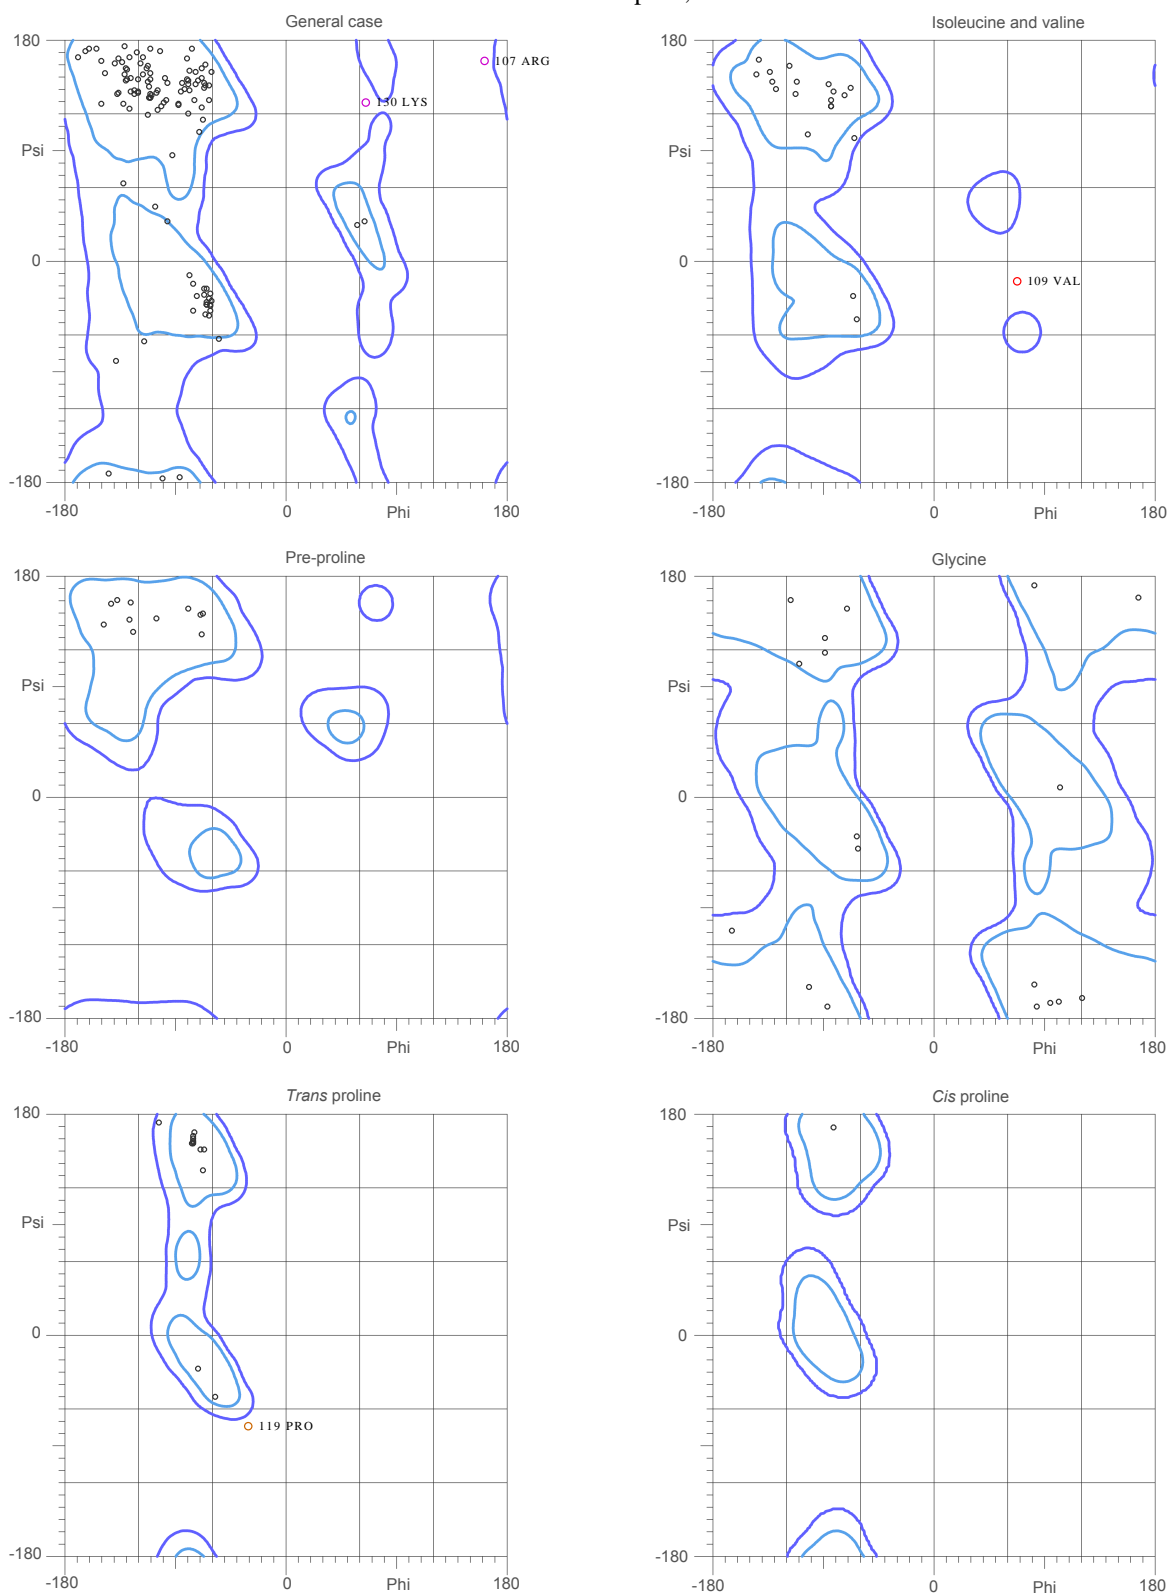 General case
Isoleucine and valine
180
107 ARG
130 LYS
Psi
0
-180
-180
0
Phi
180
180
Psi
0
109 VAL
-180
-180
0
Phi
180
Pre-proline
Glycine
180
Psi
0
-180
-180
0
Phi
180
180
Psi
0
-180
-180
0
Phi
180
Trans proline
Cis proline
180
Psi
0
119 PRO
-180
-180
0
Phi
180
180
Psi
0
-180
-180
0
Phi
180